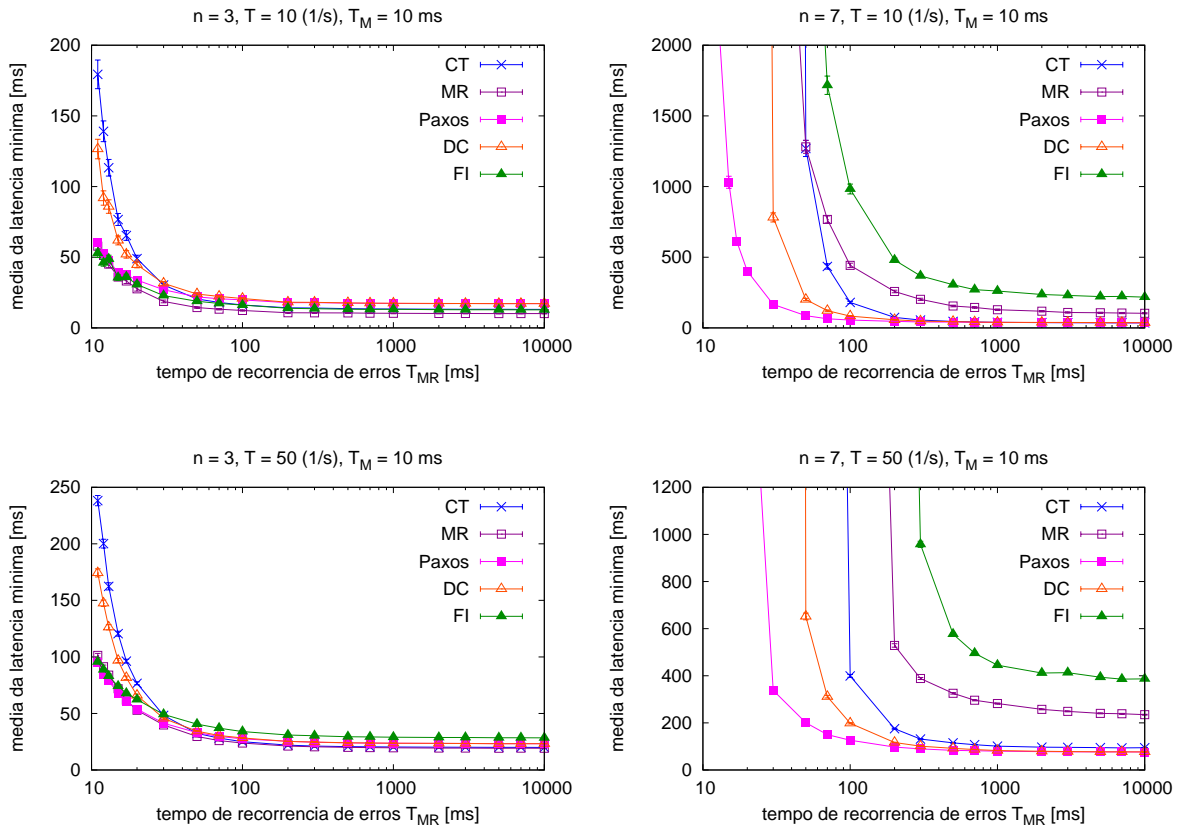 n = 3, T = 10 (1/s), T_M = 10 ms
media da latencia minima [ms]
200
150
100
50
0
10 100 1000 10000
tempo de recorrencia de erros T_MR [ms]
CT
MR
Paxos
DC
FI
n = 7, T = 10 (1/s), T_M = 10 ms
media da latencia minima [ms]
2000
1500
1000
500
0
10 100 1000 10000
tempo de recorrencia de erros T_MR [ms]
CT
MR
Paxos
DC
FI
n = 3, T = 50 (1/s), T_M = 10 ms
media da latencia minima [ms]
250
200
150
100
50
0
10 100 1000 10000
tempo de recorrencia de erros T_MR [ms]
CT
MR
Paxos
DC
FI
n = 7, T = 50 (1/s), T_M = 10 ms
media da latencia minima [ms]
1200
1000
800
600
400
200
0
10 100 1000 10000
tempo de recorrencia de erros T_MR [ms]
CT
MR
Paxos
DC
FI